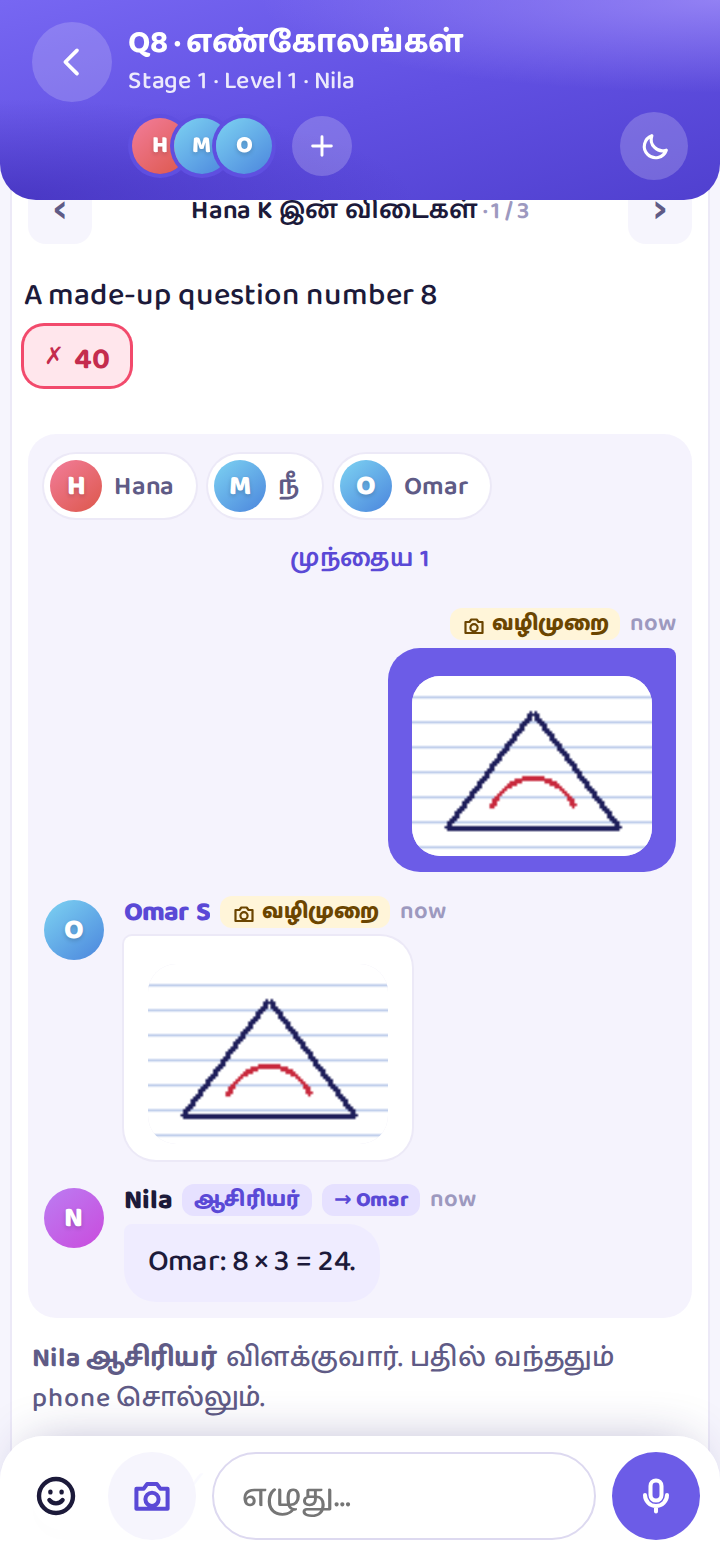 Q8 · எண்கோலங்கள்
Stage 1 · Level 1 · Nila
H M O +
Hana K இன் விடைகள் · 1 / 3
A made-up question number 8
✗ 40
H Hana M நீ O Omar
முந்தைய 1
வழிமுறை now
O Omar S வழிமுறை now
N Nila ஆசிரியர் → Omar now
Omar: 8 × 3 = 24.
Nila ஆசிரியர் விளக்குவார். பதில் வந்ததும்
phone சொல்லும்.
எழுது...